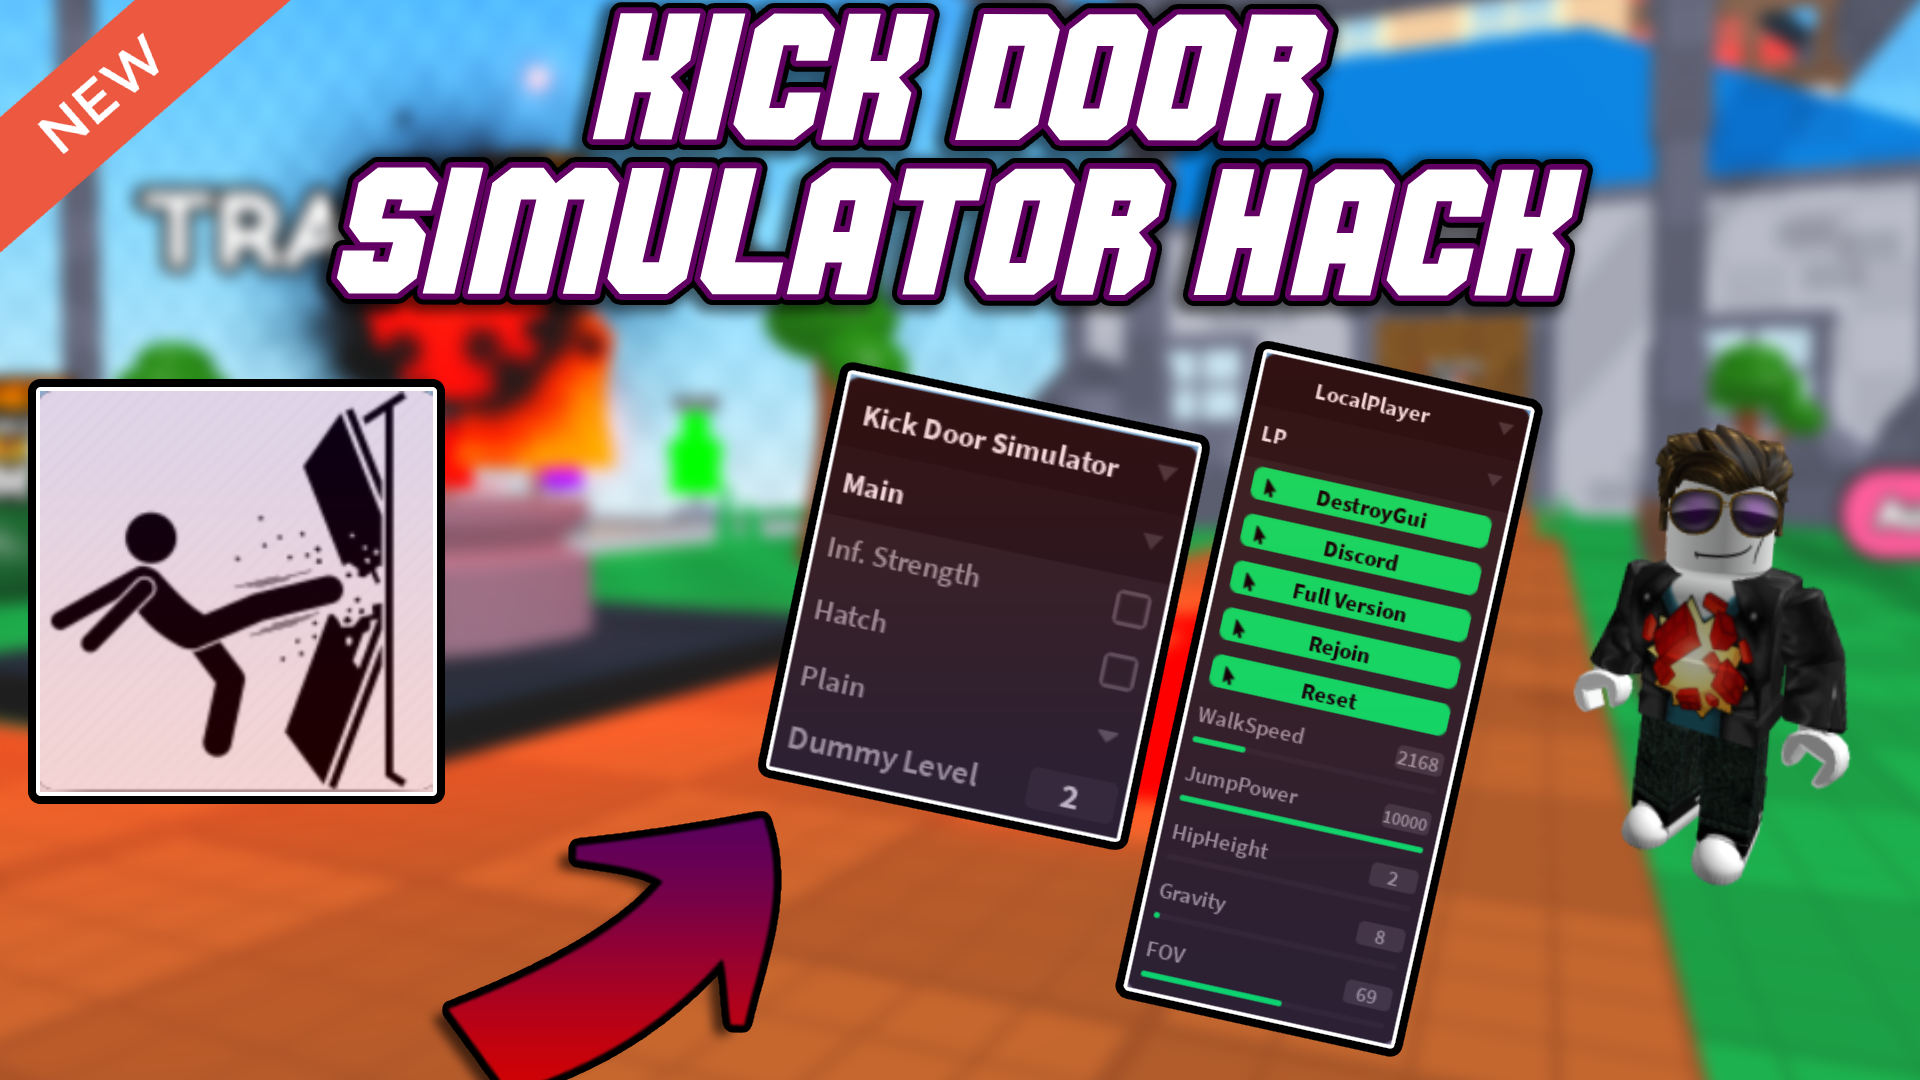 NEW
KICK DOOR
SIMULATOR HACK
TRA
Kick Door Simulator
Main
Inf. Strength
Hatch
Plain
Dummy Level
2
LocalPlayer
LP
DestroyGui
Discord
Full Version
Rejoin
Reset
WalkSpeed
2168
JumpPower
10000
HipHeight
2
Gravity
8
FOV
69